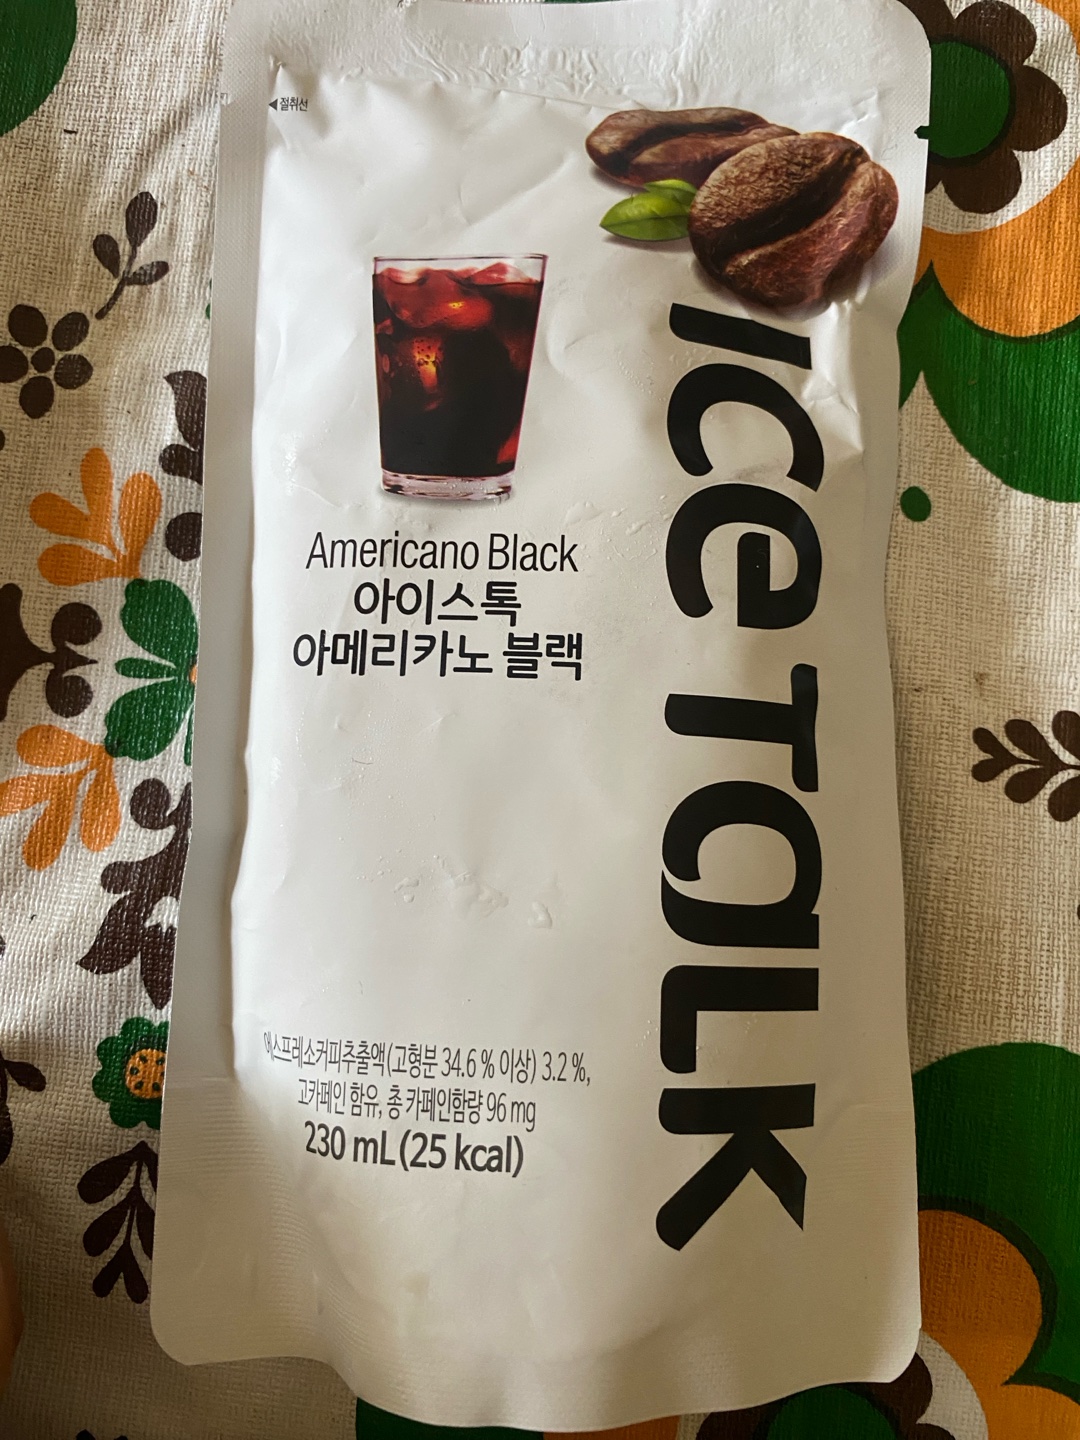 ◀절취선
Ice Talk
Americano Black
아이스톡
아메리카노 블랙
에스프레소커피추출액(고형분 34.6 % 이상) 3.2 %,
고카페인 함유, 총 카페인함량 96 mg
230 mL (25 kcal)